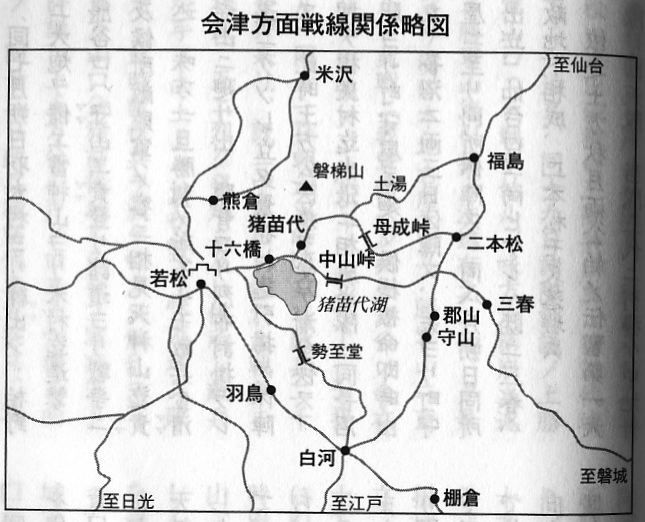 会津方面戦線関係略図
至仙台
米沢
福島
磐梯山
土湯
熊倉
猪苗代
母成峠
二本松
十六橋
中山峠
若松
猪苗代湖
三春
郡山
守山
勢至堂
羽鳥
白河
至磐城
至日光
至江戸
棚倉